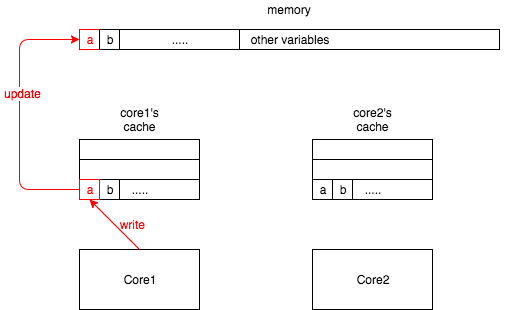 memory
a b ..... other variables
update
core1's
cache
core2's
cache
a b .....
a b .....
write
Core1
Core2